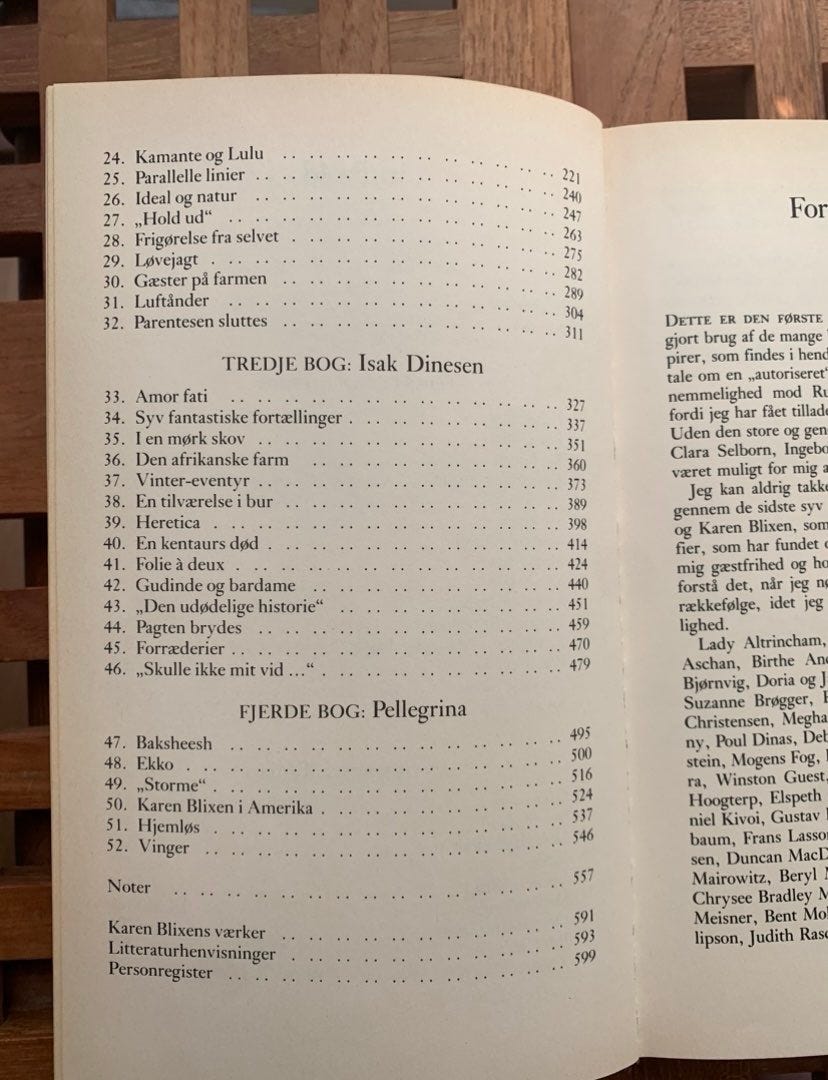 24. Kamante og Lulu .. .. .. .. .. .. .. .. .. .. 221
25. Parallelle linier .. .. .. .. .. .. .. .. .. .. 240
26. Ideal og natur .. .. .. .. .. .. .. .. .. .. 247
27. „Hold ud“ .. .. .. .. .. .. .. .. .. .. 263
28. Frigørelse fra selvet . .. .. .. .. .. .. .. .. .. 275
29. Løvejagt . .. .. .. .. .. .. .. .. .. .. 282
30. Gæster på farmen .. .. .. .. .. .. .. .. .. .. 289
31. Luftånder .. .. .. .. .. .. .. .. .. .. 304
32. Parentesen sluttes .. .. .. .. .. .. .. .. .. .. 311
TREDJE BOG: Isak Dinesen
33. Amor fati .. .. .. .. .. .. .. .. .. .. 327
34. Syv fantastiske fortællinger . .. .. .. .. .. .. .. 337
35. I en mørk skov .. .. .. .. .. .. .. .. .. .. 351
36. Den afrikanske farm .. .. .. .. .. .. .. .. .. 360
37. Vinter-eventyr .. .. .. .. .. .. .. .. .. .. 373
38. En tilværelse i bur .. .. .. .. .. .. .. .. .. .. 389
39. Heretica . .. .. .. .. .. .. .. .. .. .. 398
40. En kentaurs død . .. .. .. .. .. .. .. .. .. 414
41. Folie à deux . .. .. .. .. .. .. .. .. .. .. 424
42. Gudinde og bardame .. .. .. .. .. .. .. .. .. 440
43. „Den udødelige historie“ .. .. .. .. .. .. .. .. 451
44. Pagten brydes .. .. .. .. .. .. .. .. .. .. 459
45. Forræderier .. .. .. .. .. .. .. .. .. .. 470
46. „Skulle ikke mit vid ...“ . .. .. .. .. .. .. .. .. 479
FJERDE BOG: Pellegrina
47. Baksheesh .. .. .. .. .. .. .. .. .. .. 495
48. Ekko . .. .. .. .. .. .. .. .. .. .. 500
49. „Storme“ . .. .. .. .. .. .. .. .. .. .. 516
50. Karen Blixen i Amerika . .. .. .. .. .. .. .. .. 524
51. Hjemløs .. .. .. .. .. .. .. .. .. .. 537
52. Vinger .. .. .. .. .. .. .. .. .. .. 546
Noter .. .. .. .. .. .. .. .. .. .. 557
Karen Blixens værker .. .. .. .. .. .. .. .. .. 591
Litteraturhenvisninger . .. .. .. .. .. .. .. .. 593
Personregister .. .. .. .. .. .. .. .. .. .. 599
For
DETTE ER DEN FØRSTE
gjort brug af de mange
pirer, som findes i hend
tale om en „autoriseret“
nemmelighed mod Ru
fordi jeg har fået tillade
Uden den store og gen
Clara Selborn, Ingebo
været muligt for mig a
Jeg kan aldrig takke
gennem de sidste syv
og Karen Blixen, som
fier, som har fundet
mig gæstfrihed og ho
forstå det, når jeg nø
rækkefølge, idet jeg
lighed.
Lady Altrincham,
Aschan, Birthe And
Bjørnvig, Doria og J
Suzanne Brøgger,
Christensen, Megha
ny, Poul Dinas, Deb
stein, Mogens Fog,
ra, Winston Guest,
Hoogterp, Elspeth
niel Kivoi, Gustav
baum, Frans Lasson
sen, Duncan MacD
Mairowitz, Beryl M
Chrysee Bradley M
Meisner, Bent Moh
lipson, Judith Rasc